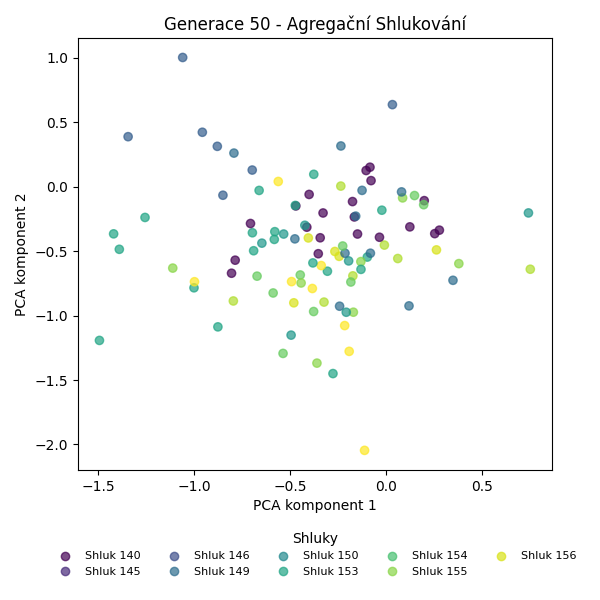 Generace 50 - Agregační Shlukování
PCA komponent 2
1.0
0.5
0.0
−0.5
−1.0
−1.5
−2.0
−1.5 −1.0 −0.5 0.0 0.5
PCA komponent 1
Shluky
Shluk 140 Shluk 146 Shluk 150 Shluk 154 Shluk 156
Shluk 145 Shluk 149 Shluk 153 Shluk 155